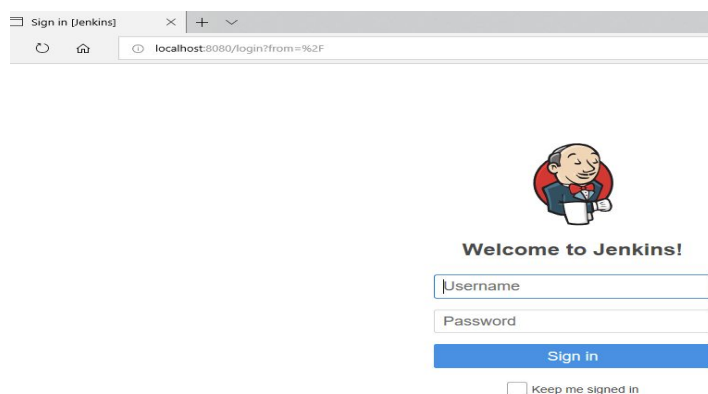 Sign in [Jenkins]
localhost:8080/login?from=%2F
Welcome to Jenkins!
Username
Password
Sign in
Keep me signed in